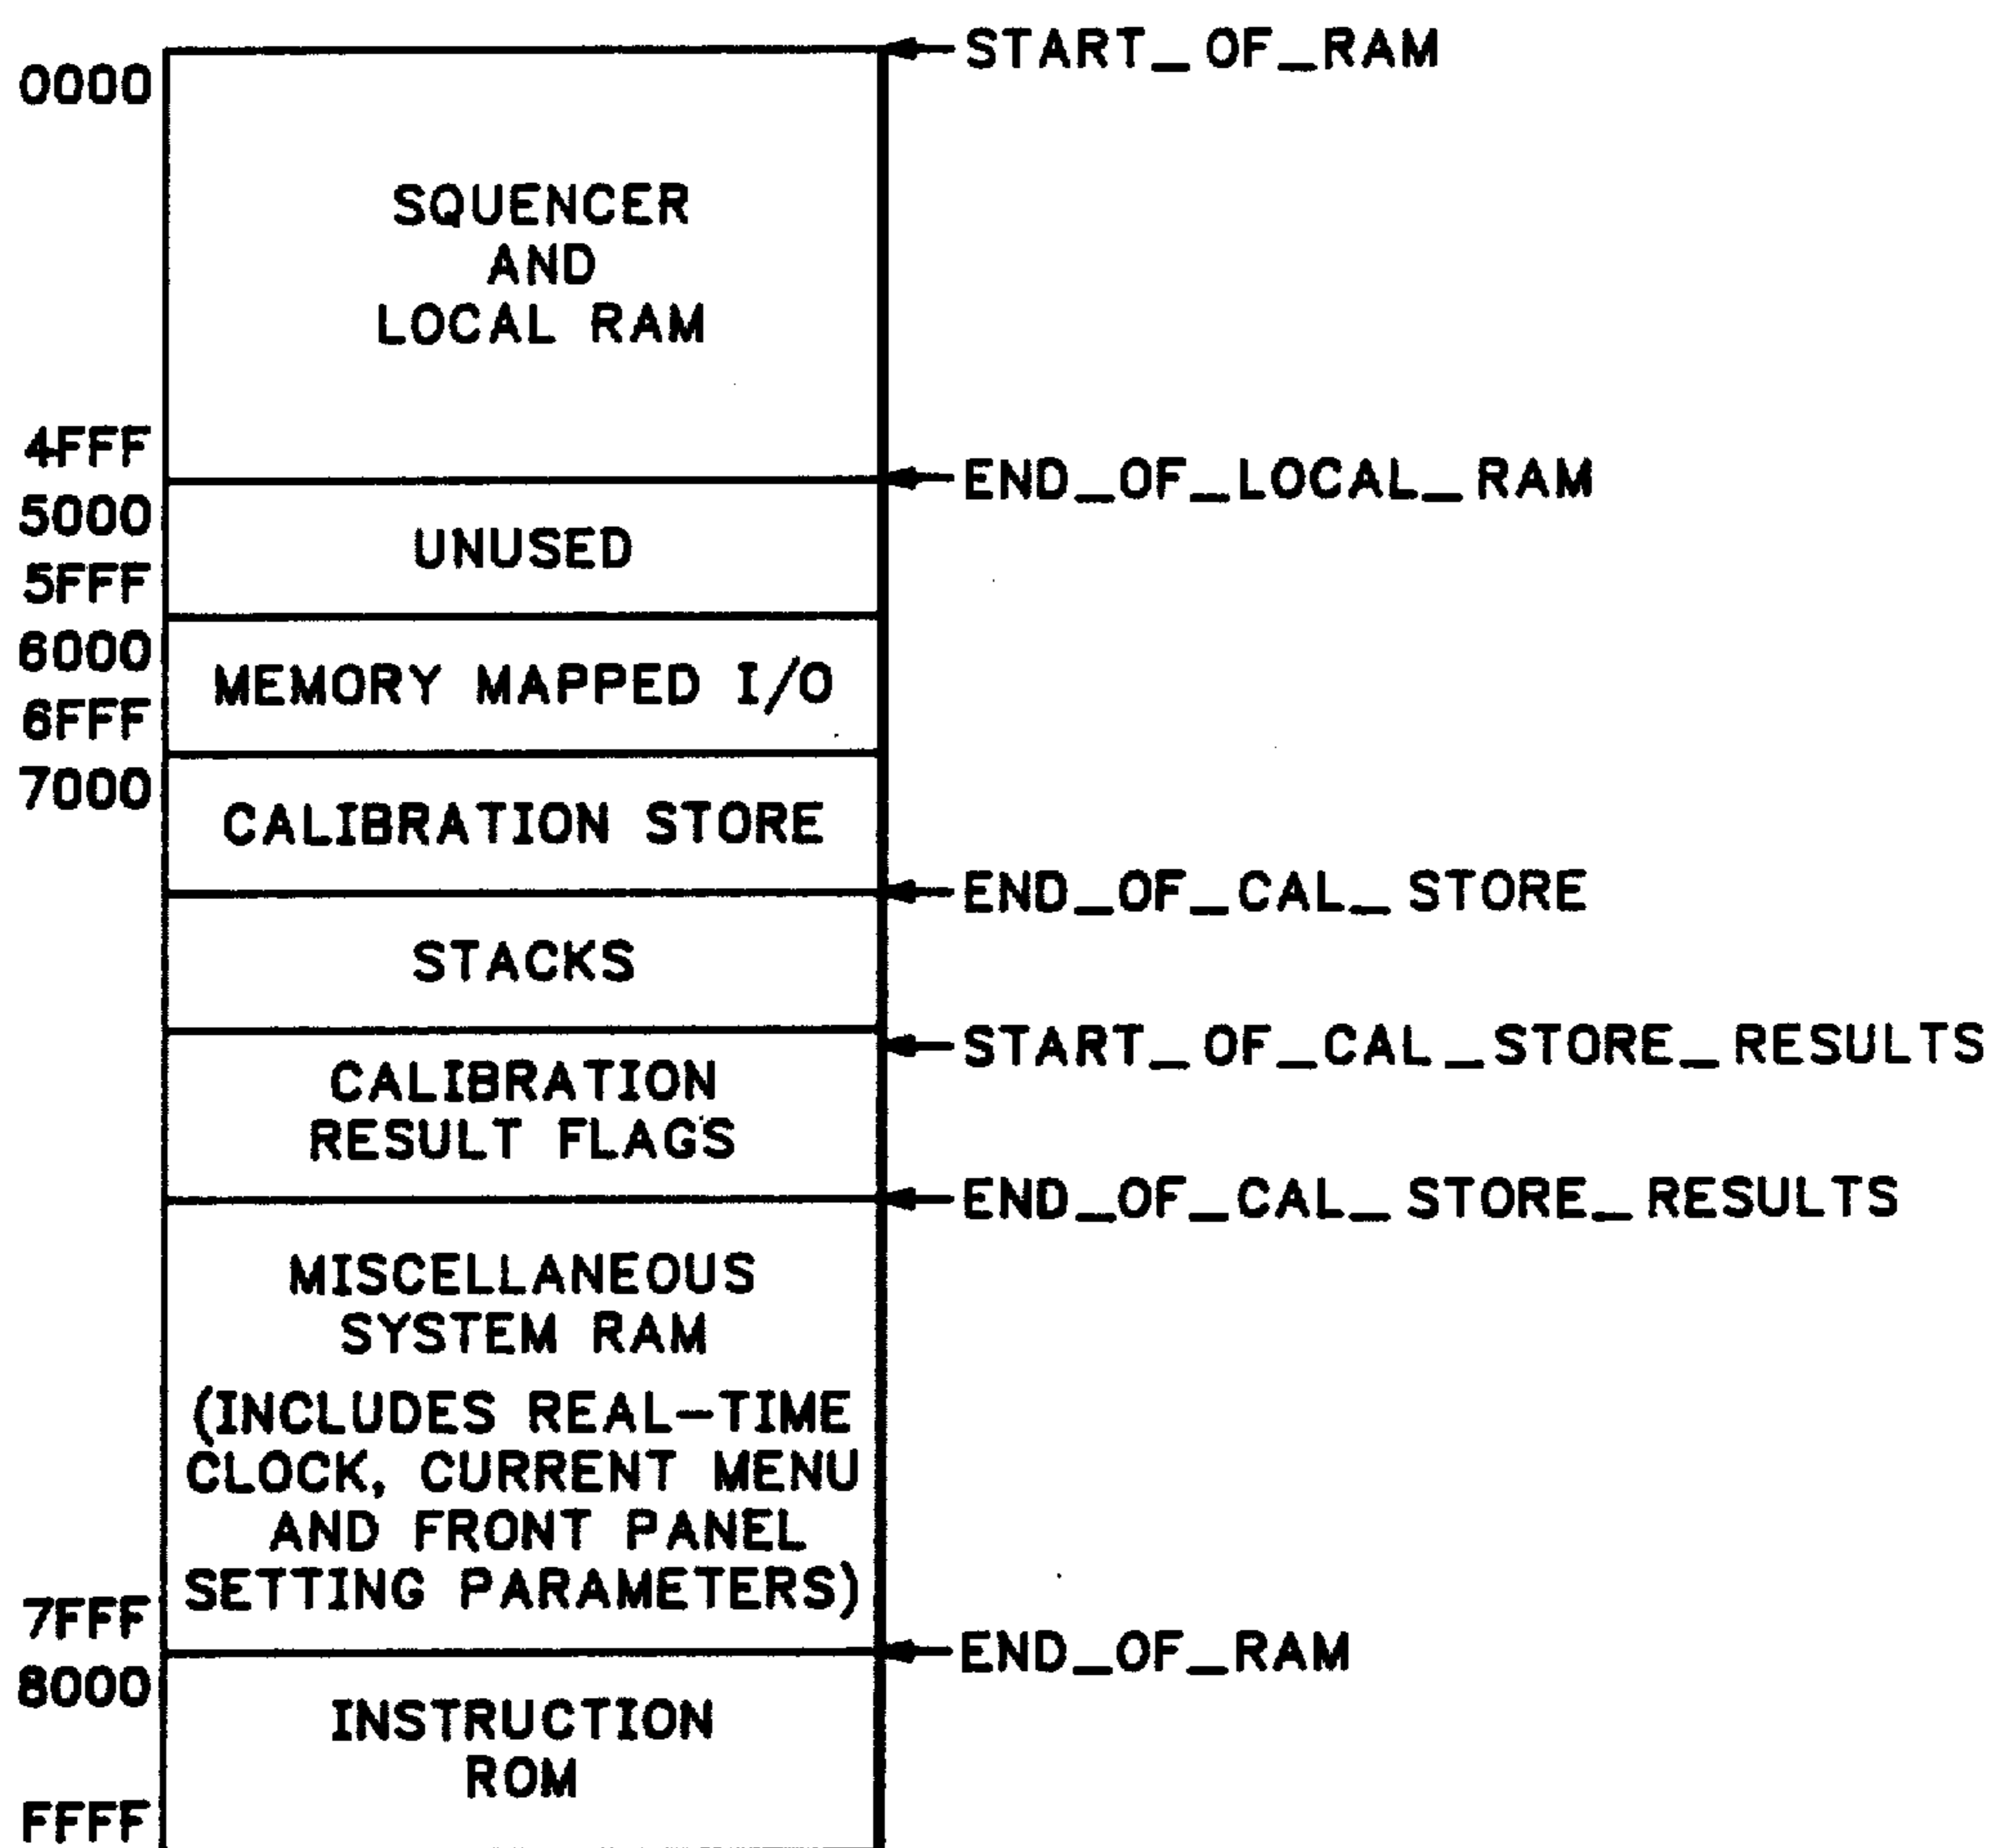 START_OF_RAM
0000
SQUENCER
AND
LOCAL RAM
4FFF
END_OF_LOCAL_RAM
5000
UNUSED
5FFF
6000
MEMORY MAPPED I/O
6FFF
7000
CALIBRATION STORE
END_OF_CAL_STORE
STACKS
START_OF_CAL_STORE_RESULTS
CALIBRATION
RESULT FLAGS
END_OF_CAL_STORE_RESULTS
MISCELLANEOUS
SYSTEM RAM
(INCLUDES REAL-TIME
CLOCK, CURRENT MENU
AND FRONT PANEL
SETTING PARAMETERS)
7FFF
END_OF_RAM
8000
INSTRUCTION
ROM
FFFF